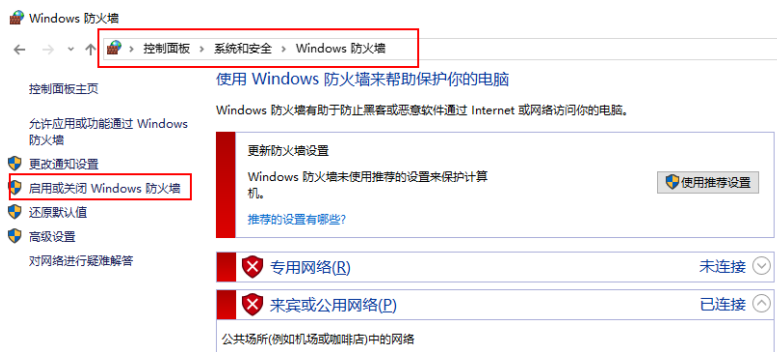 Windows 防火墙
控制面板 › 系统和安全 › Windows 防火墙
控制面板主页
允许应用或功能通过 Windows
防火墙
更改通知设置
启用或关闭 Windows 防火墙
还原默认值
高级设置
对网络进行疑难解答
使用 Windows 防火墙来帮助保护你的电脑
Windows 防火墙有助于防止黑客或恶意软件通过 Internet 或网络访问你的电脑。
更新防火墙设置
Windows 防火墙未使用推荐的设置来保护计算
机。
使用推荐设置
推荐的设置有哪些?
专用网络(R) 未连接
来宾或公用网络(P) 已连接
公共场所(例如机场或咖啡店)中的网络